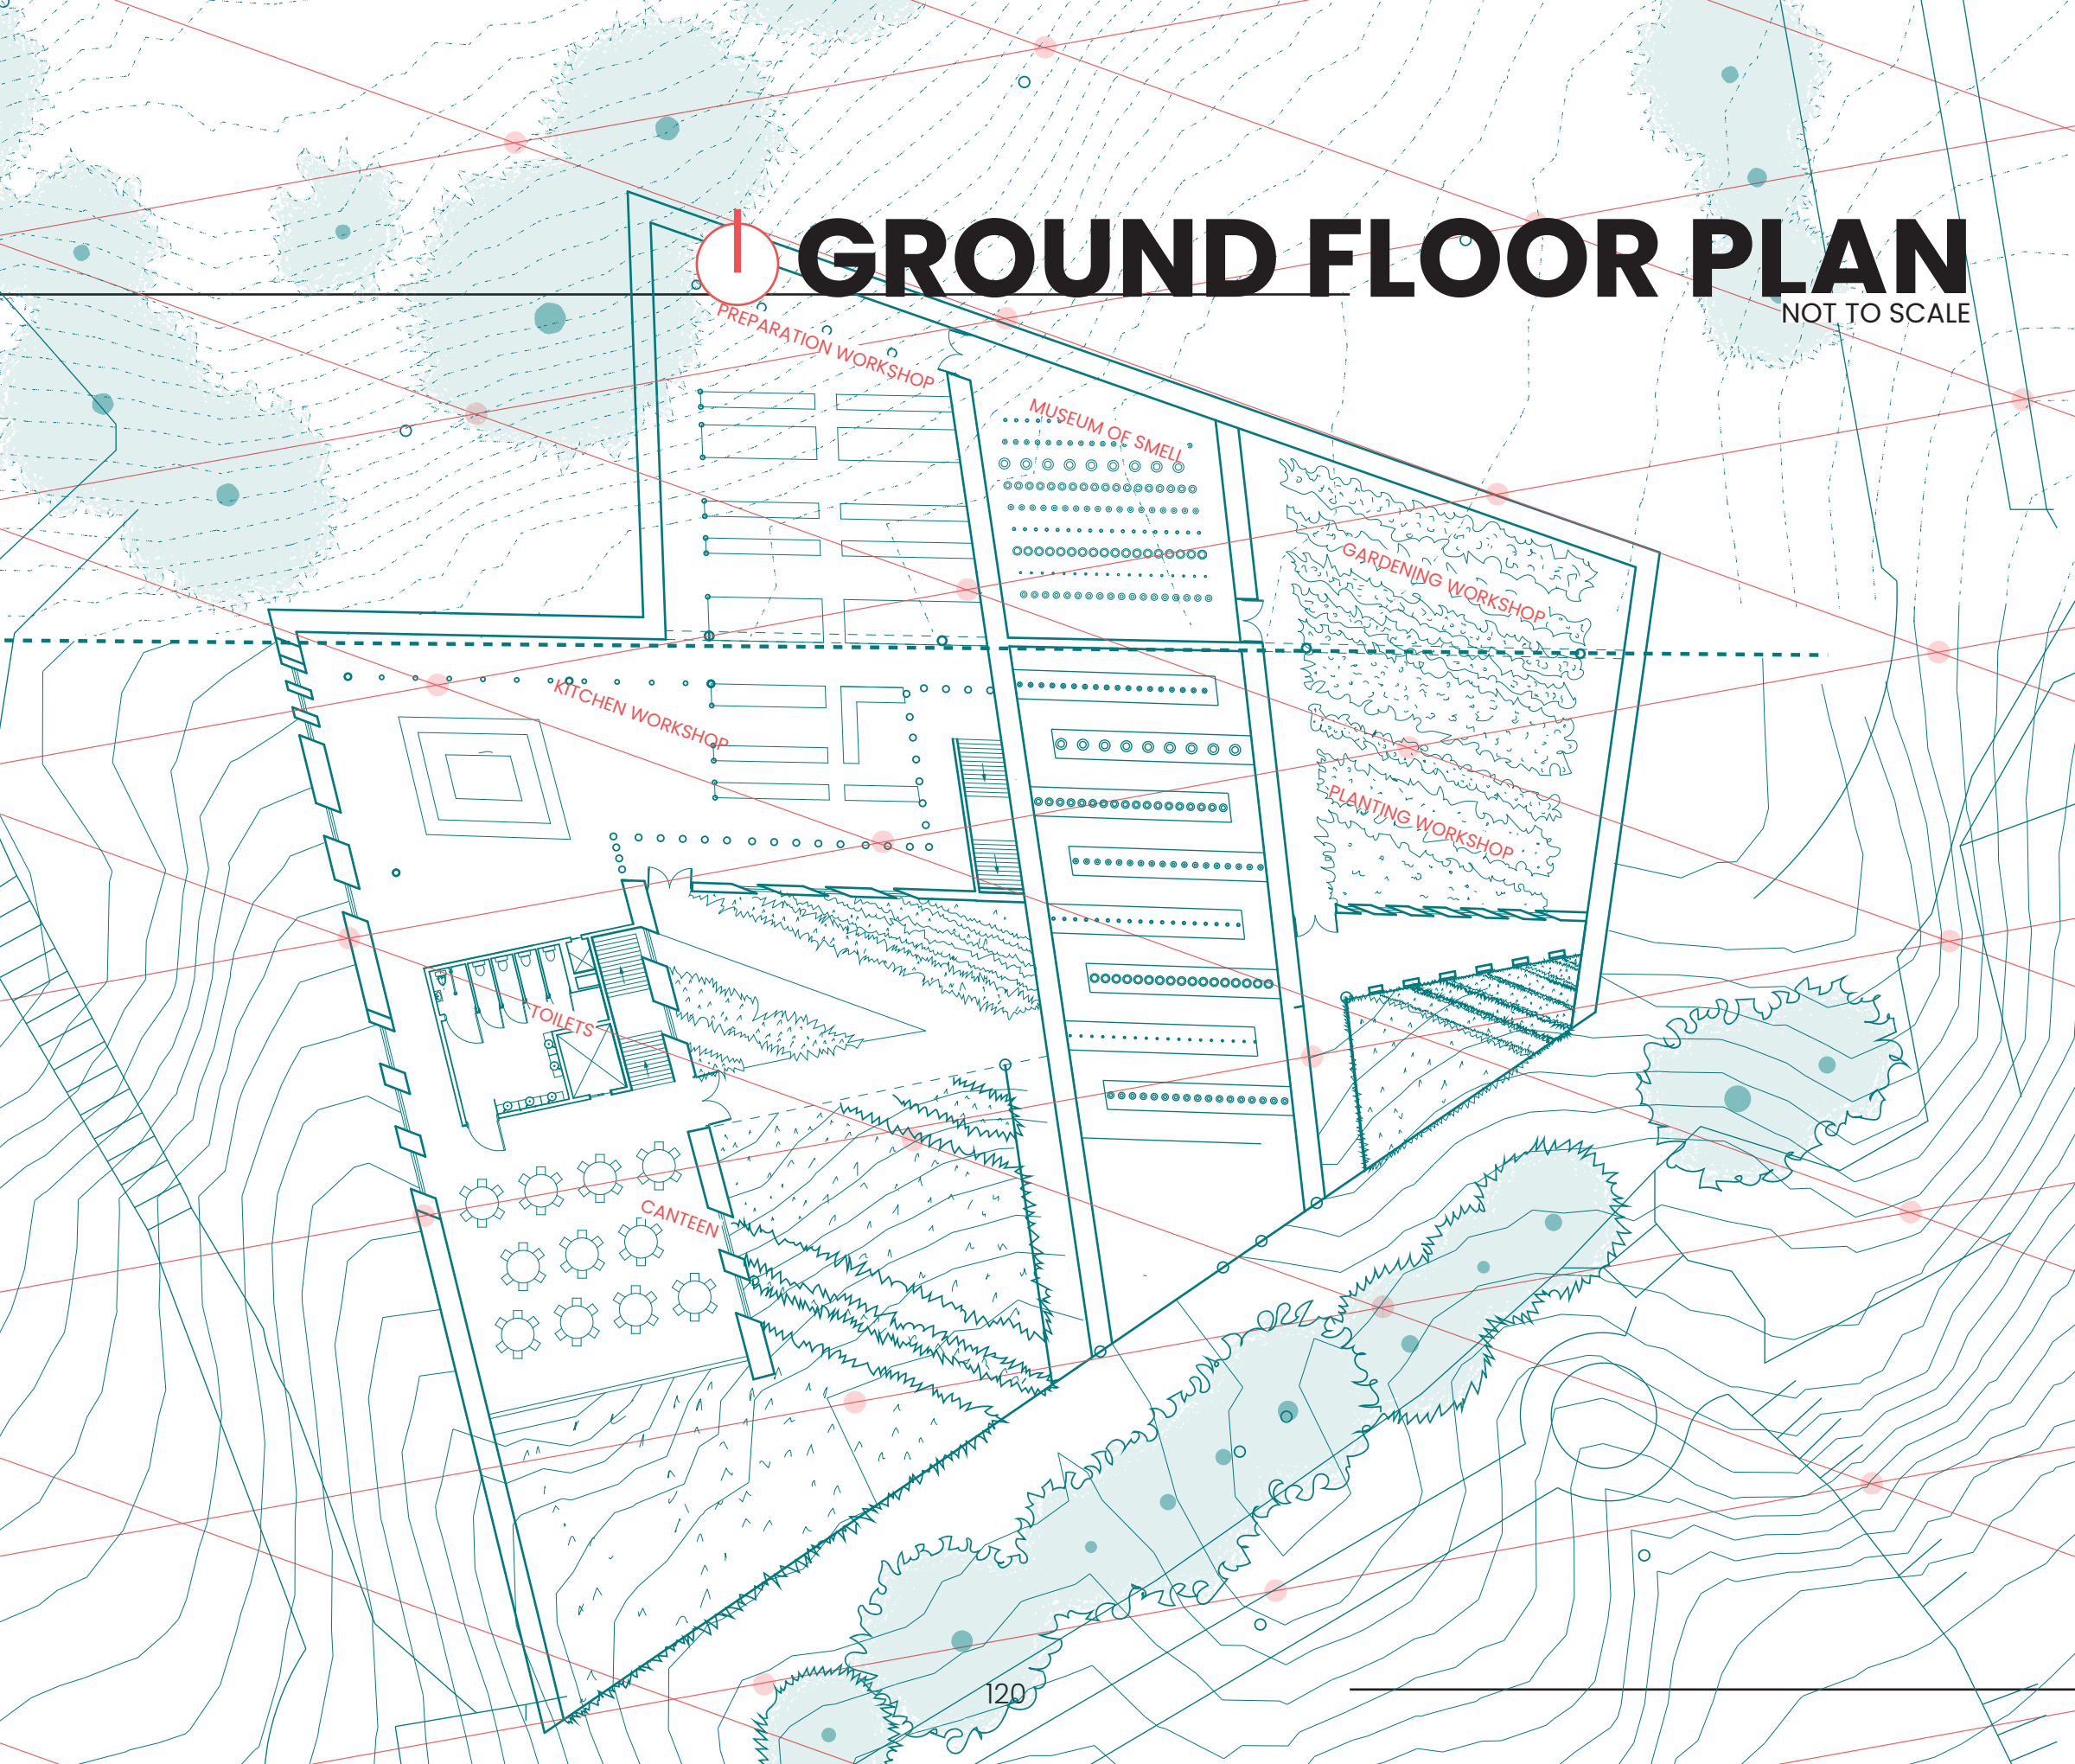 GROUND FLOOR PLAN
NOT TO SCALE
PREPARATION WORKSHOP
MUSEUM OF SMELL
GARDENING WORKSHOP
KITCHEN WORKSHOP
PLANTING WORKSHOP
TOILETS
CANTEEN
120